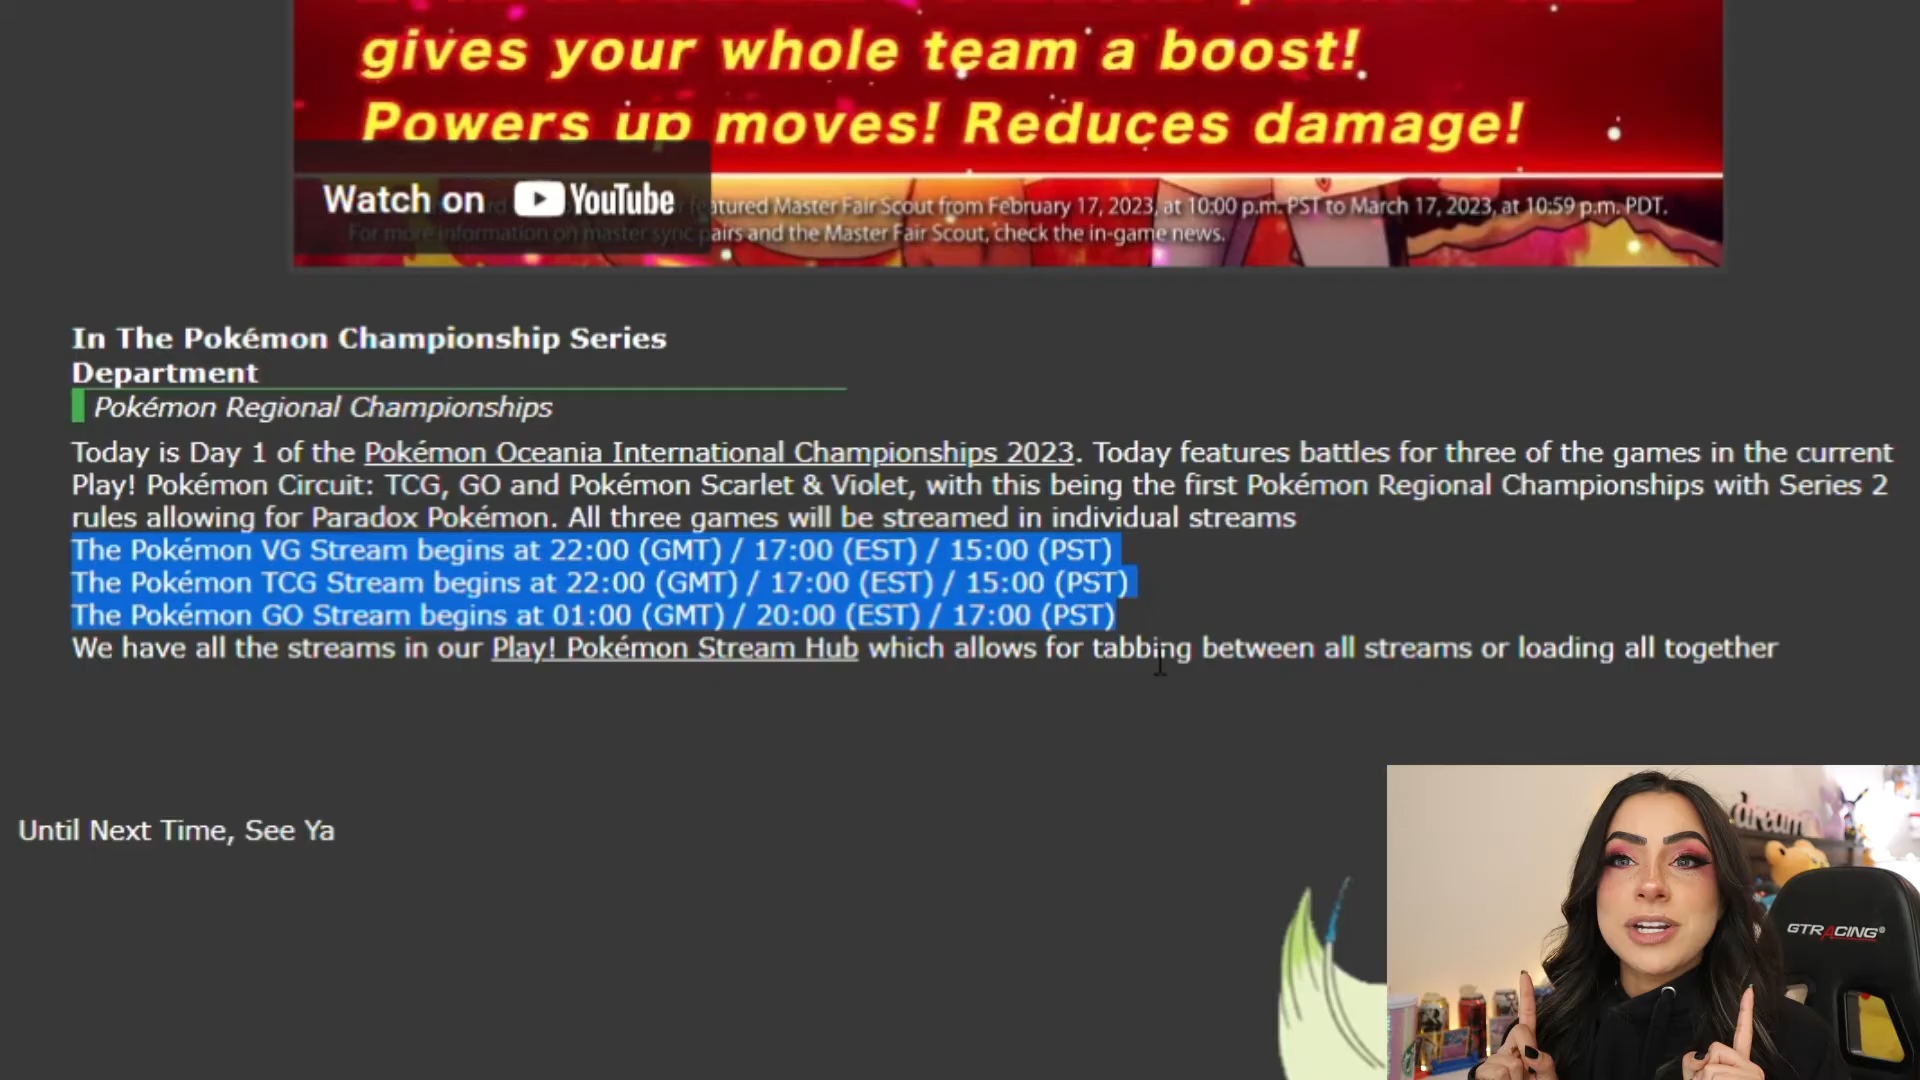 gives your whole team a boost!
Powers up moves! Reduces damage!
Watch on YouTube
featured Master Fair Scout from February 17, 2023, at 10:00 p.m. PST to March 17, 2023, at 10:59 p.m. PDT.
For more information on master sync pairs and the Master Fair Scout, check the in-game news.
In The Pokémon Championship Series
Department
Pokémon Regional Championships
Today is Day 1 of the Pokémon Oceania International Championships 2023. Today features battles for three of the games in the current
Play! Pokémon Circuit: TCG, GO and Pokémon Scarlet & Violet, with this being the first Pokémon Regional Championships with Series 2
rules allowing for Paradox Pokémon. All three games will be streamed in individual streams
The Pokémon VG Stream begins at 22:00 (GMT) / 17:00 (EST) / 15:00 (PST)
The Pokémon TCG Stream begins at 22:00 (GMT) / 17:00 (EST) / 15:00 (PST)
The Pokémon GO Stream begins at 01:00 (GMT) / 20:00 (EST) / 17:00 (PST)
We have all the streams in our Play! Pokémon Stream Hub which allows for tabbing between all streams or loading all together
Until Next Time, See Ya
dream
GTRACING®